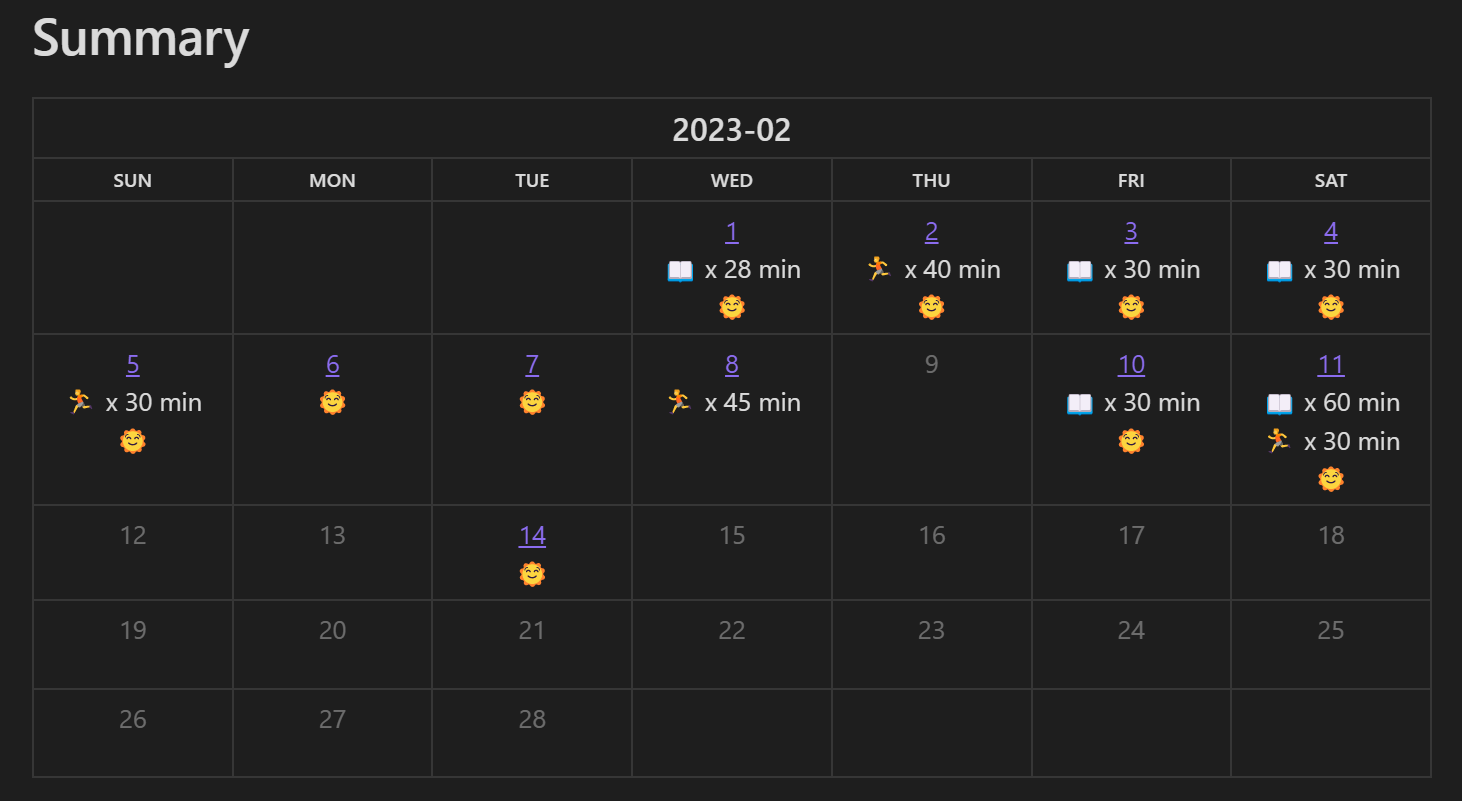 Summary
2023-02
SUN MON TUE WED THU FRI SAT
1 2 3 4
📖 x 28 min 🏃 x 40 min 📖 x 30 min 📖 x 30 min
🌞 🌞 🌞 🌞
5 6 7 8 9 10 11
🏃 x 30 min 🌞 🌞 🏃 x 45 min 📖 x 30 min 📖 x 60 min
🌞 🌞 🏃 x 30 min
🌞
12 13 14 15 16 17 18
🌞
19 20 21 22 23 24 25
26 27 28